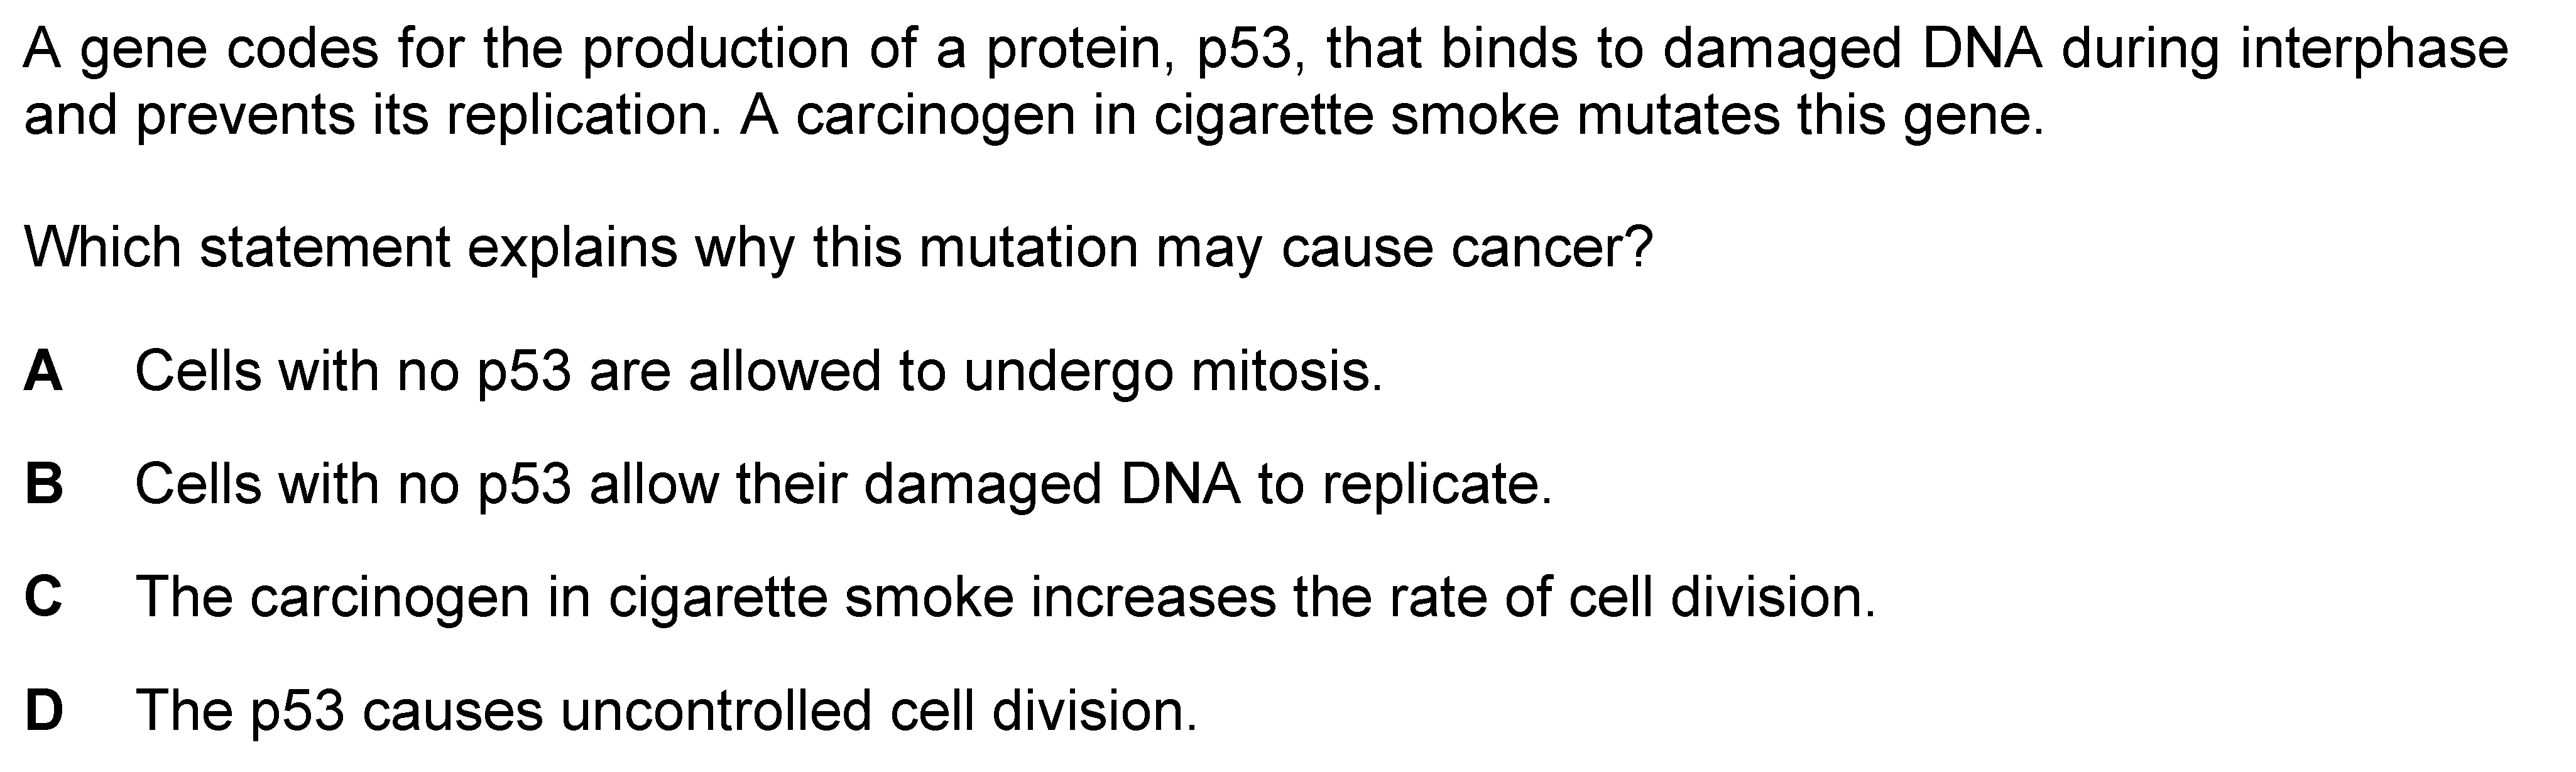 A gene codes for the production of a protein, p53, that binds to damaged DNA during interphase
and prevents its replication. A carcinogen in cigarette smoke mutates this gene.
Which statement explains why this mutation may cause cancer?
A Cells with no p53 are allowed to undergo mitosis.
B Cells with no p53 allow their damaged DNA to replicate.
C The carcinogen in cigarette smoke increases the rate of cell division.
D The p53 causes uncontrolled cell division.